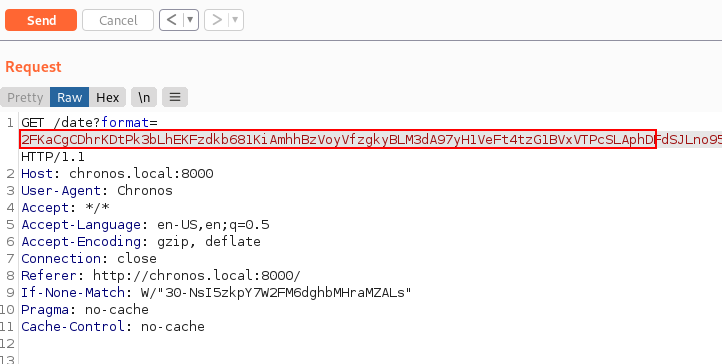 Send
Cancel
<
>
Request
Pretty Raw Hex \n
1 GET /date?format=
2FKaCgCDhrKDtPk3bLhEKFzdkb681KiAmhhBzVoyVfzgkyBLM3dA97yH1VeFt4tzG1BVxVTPcSLAphDFdSJLno95
HTTP/1.1
2 Host: chronos.local:8000
3 User-Agent: Chronos
4 Accept: */*
5 Accept-Language: en-US,en;q=0.5
6 Accept-Encoding: gzip, deflate
7 Connection: close
8 Referer: http://chronos.local:8000/
9 If-None-Match: W/"30-NsI5zkpY7W2FM6dghbMHraMZALs"
10 Pragma: no-cache
11 Cache-Control: no-cache
12
13